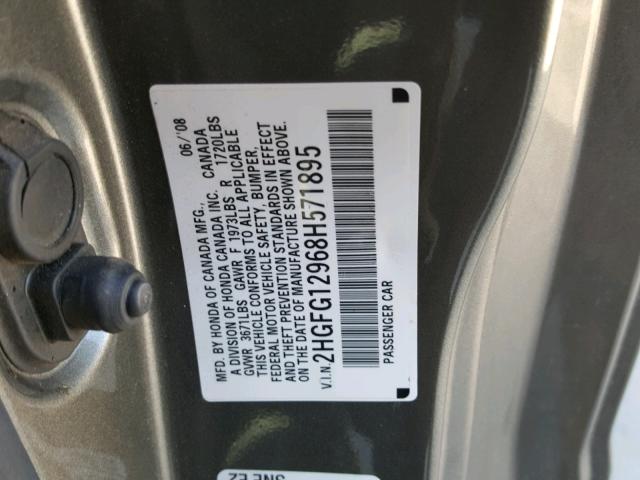 MFD. BY HONDA OF CANADA MFG., 06/'08
A DIVISION OF HONDA CANADA INC. CANADA
GVWR 3671LBS GAWR F 1973LBS R 1720LBS
THIS VEHICLE CONFORMS TO ALL APPLICABLE
FEDERAL MOTOR VEHICLE SAFETY, BUMPER,
AND THEFT PREVENTION STANDARDS IN EFFECT
ON THE DATE OF MANUFACTURE SHOWN ABOVE.
V.I.N. 2HGFG12968H571895
PASSENGER CAR